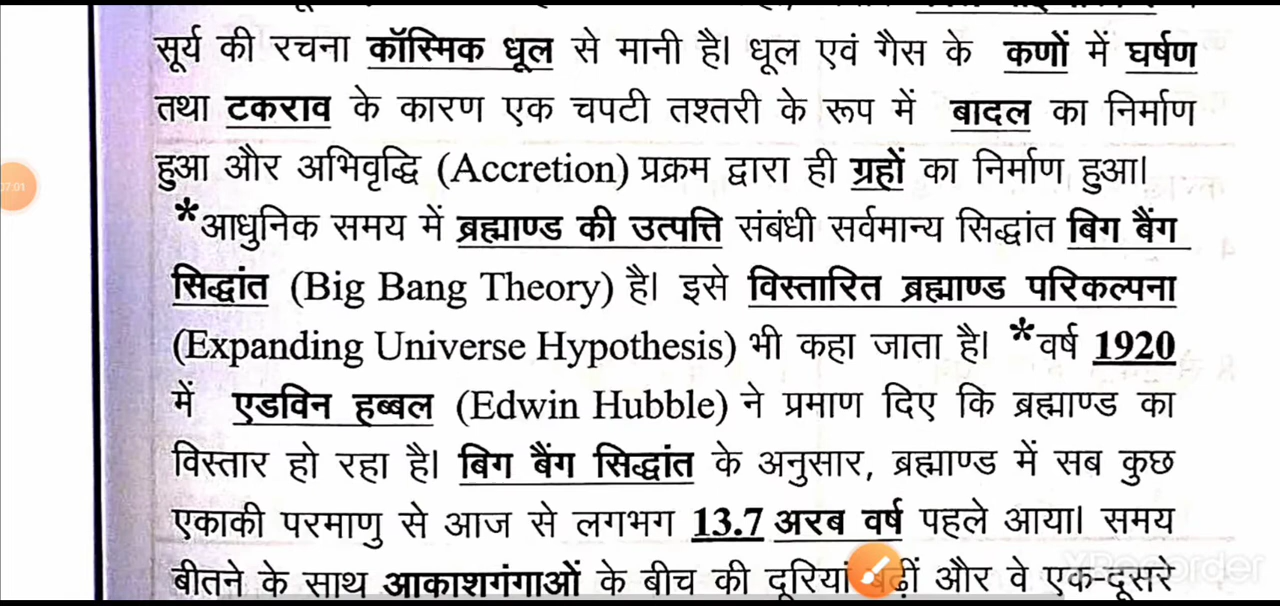 सूर्य की रचना कॉस्मिक धूल से मानी है। धूल एवं गैस के कणों में घर्षण
तथा टकराव के कारण एक चपटी तश्तरी के रूप में बादल का निर्माण
हुआ और अभिवृद्धि (Accretion) प्रक्रम द्वारा ही ग्रहों का निर्माण हुआ।
*आधुनिक समय में ब्रह्माण्ड की उत्पत्ति संबंधी सर्वमान्य सिद्धांत बिग बैंग
सिद्धांत (Big Bang Theory) है। इसे विस्तारित ब्रह्माण्ड परिकल्पना
(Expanding Universe Hypothesis) भी कहा जाता है। *वर्ष 1920
में एडविन हब्बल (Edwin Hubble) ने प्रमाण दिए कि ब्रह्माण्ड का
विस्तार हो रहा है। बिग बैंग सिद्धांत के अनुसार, ब्रह्माण्ड में सब कुछ
एकाकी परमाणु से आज से लगभग 13.7 अरब वर्ष पहले आया। समय
बीतने के साथ आकाशगंगाओं के बीच की दूरियां बढ़ीं और वे एक-दूसरे
07:01
XRecorder